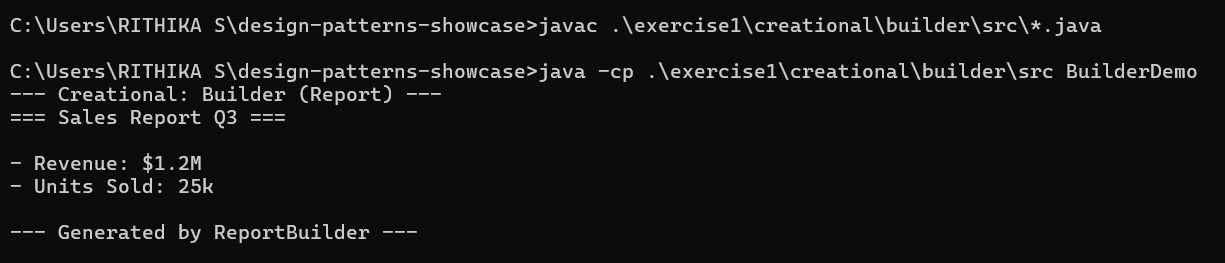 C:\Users\RITHIKA S\design-patterns-showcase>javac .\exercise1\creational\builder\src\*.java
C:\Users\RITHIKA S\design-patterns-showcase>java -cp .\exercise1\creational\builder\src BuilderDemo
--- Creational: Builder (Report) ---
=== Sales Report Q3 ===
- Revenue: $1.2M
- Units Sold: 25k
--- Generated by ReportBuilder ---